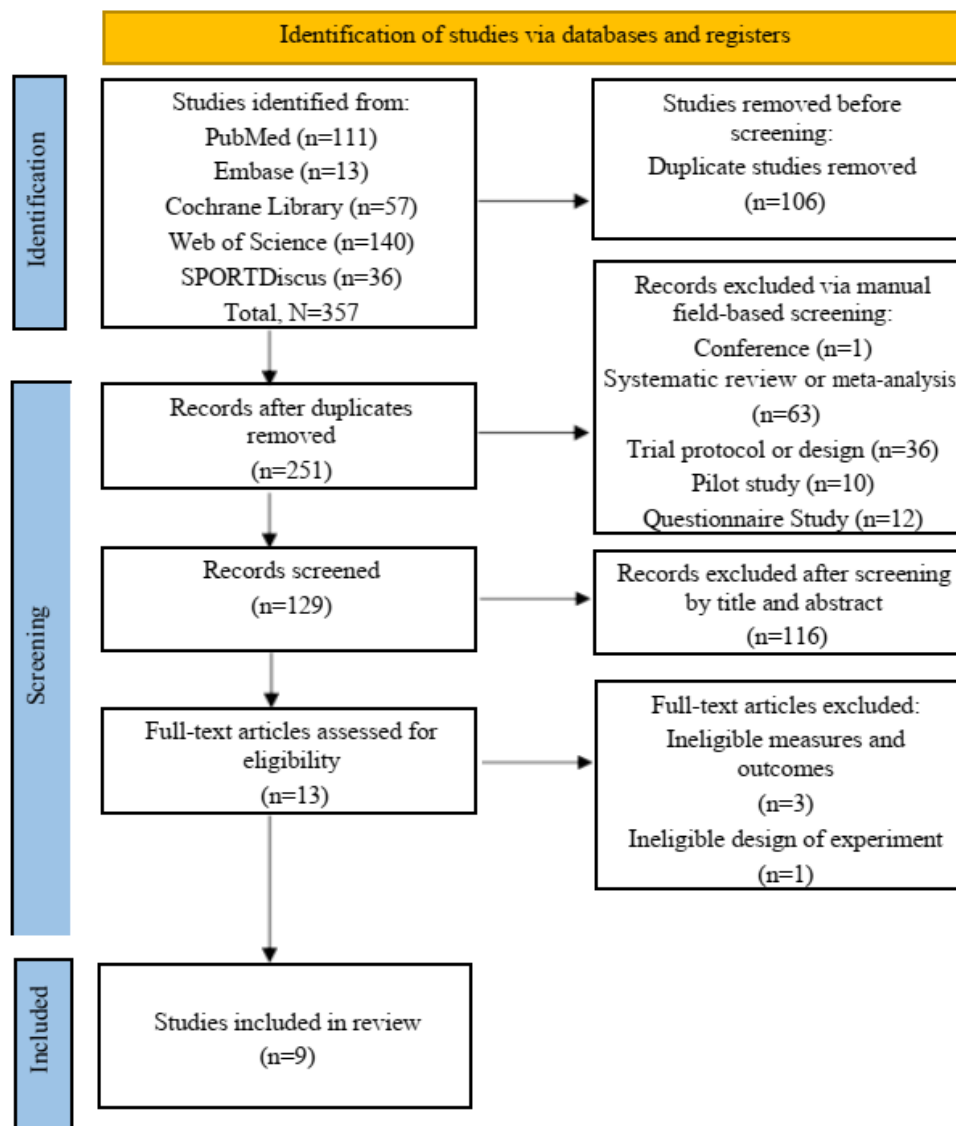 Identification of studies via databases and registers
Identification
Studies identified from:
PubMed (n=111)
Embase (n=13)
Cochrane Library (n=57)
Web of Science (n=140)
SPORTDiscus (n=36)
Total, N=357
Studies removed before
screening:
Duplicate studies removed
(n=106)
Records excluded via manual
field-based screening:
Conference (n=1)
Systematic review or meta-analysis
(n=63)
Trial protocol or design (n=36)
Pilot study (n=10)
Questionnaire Study (n=12)
Screening
Records after duplicates
removed
(n=251)
Records screened
(n=129)
Records excluded after screening
by title and abstract
(n=116)
Full-text articles assessed for
eligibility
(n=13)
Full-text articles excluded:
Ineligible measures and
outcomes
(n=3)
Ineligible design of experiment
(n=1)
Included
Studies included in review
(n=9)